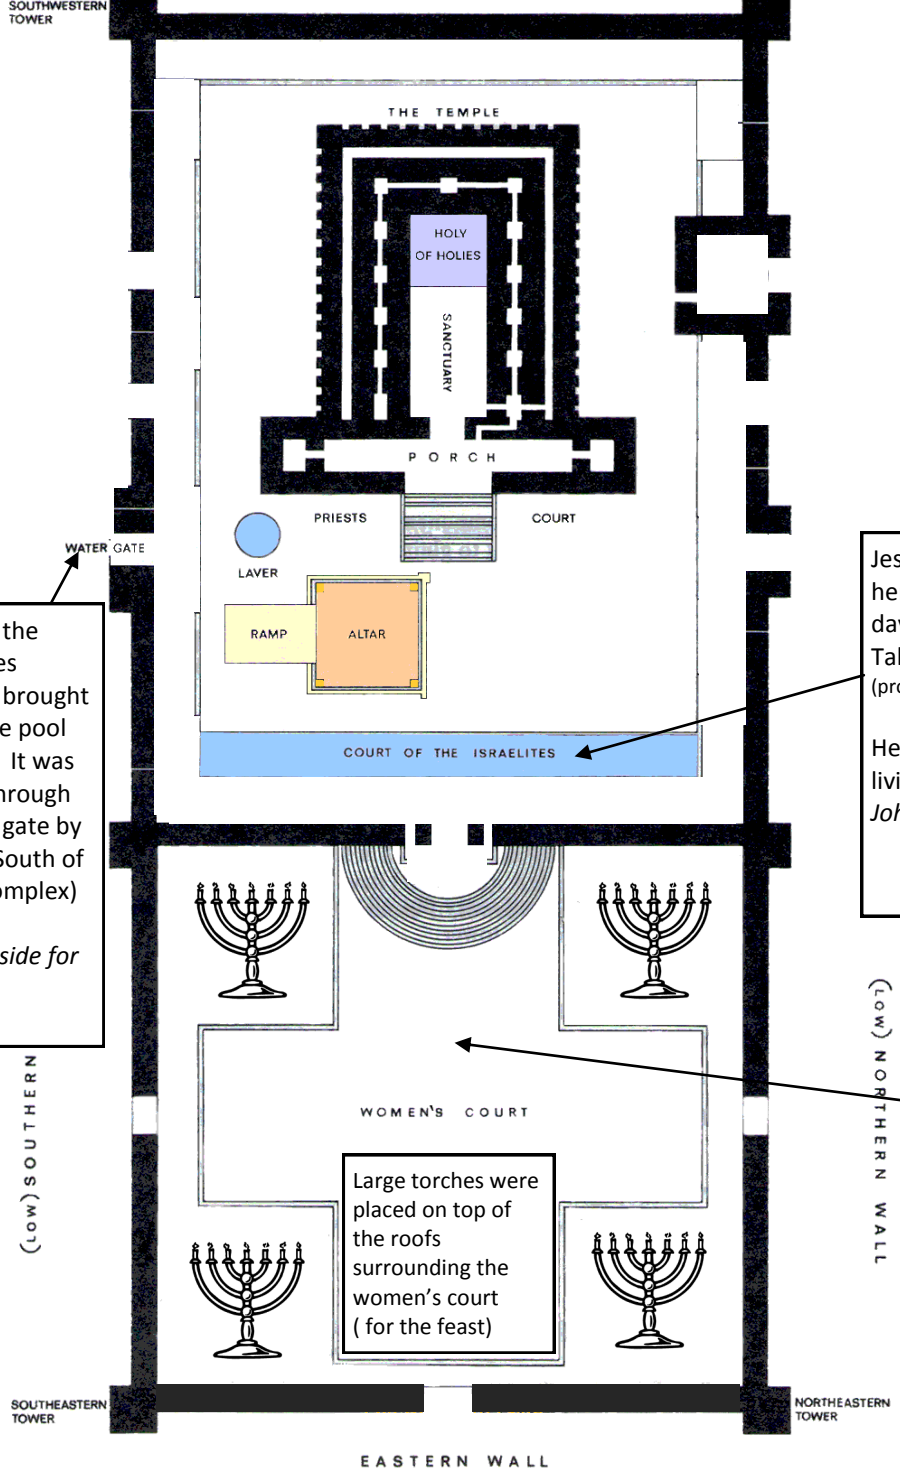 SOUTHWESTERN
TOWER
THE TEMPLE
HOLY
OF HOLIES
SANCTUARY
PORCH
PRIESTS
COURT
WATER GATE
LAVER
RAMP
ALTAR
the
es
brought
e pool
It was
hrough
gate by
South of
omplex)
side for
Jes
he
day
Tal
(pro
He
livi
Joh
COURT OF THE ISRAELITES
(LOW) SOUTHERN
(LOW) NORTHERN WALL
WOMEN'S COURT
Large torches were
placed on top of
the roofs
surrounding the
women's court
( for the feast)
SOUTHEASTERN
TOWER
NORTHEASTERN
TOWER
EASTERN WALL